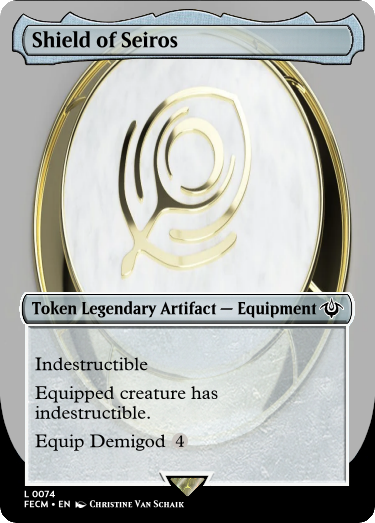 Shield of Seiros
Token Legendary Artifact — Equipment
Indestructible
Equipped creature has
indestructible.
Equip Demigod 4
L 0074
FECM • EN Christine Van Schaik